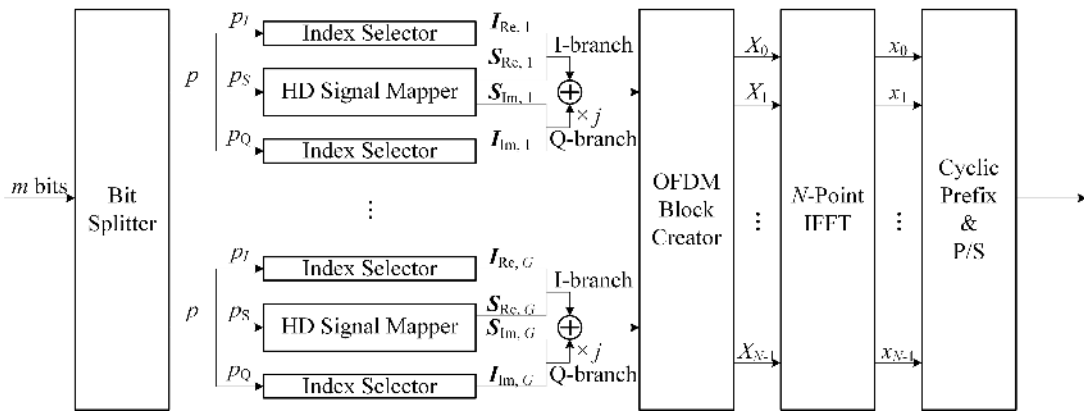 m bits
Bit
Splitter
p
p_I
Index Selector
I_Re, 1
p_S
HD Signal Mapper
S_Re, 1
S_Im, 1
p_Q
Index Selector
I_Im, 1
I-branch
+
× j
Q-branch
⋮
p
p_I
Index Selector
I_Re, G
p_S
HD Signal Mapper
S_Re, G
S_Im, G
p_Q
Index Selector
I_Im, G
I-branch
+
× j
Q-branch
OFDM
Block
Creator
X_0
X_1
⋮
X_N-1
N-Point
IFFT
x_0
x_1
⋮
x_N-1
Cyclic
Prefix
&
P/S